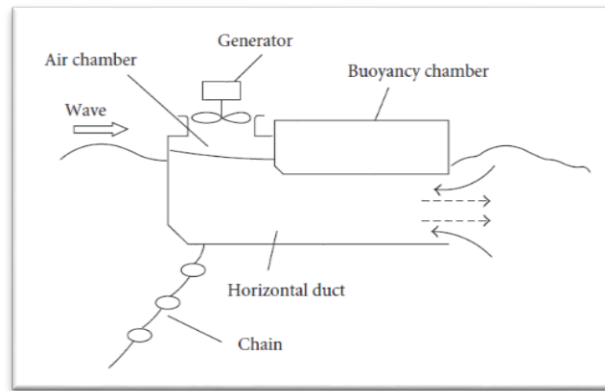 Generator
Air chamber
Buoyancy chamber
Wave
Horizontal duct
Chain